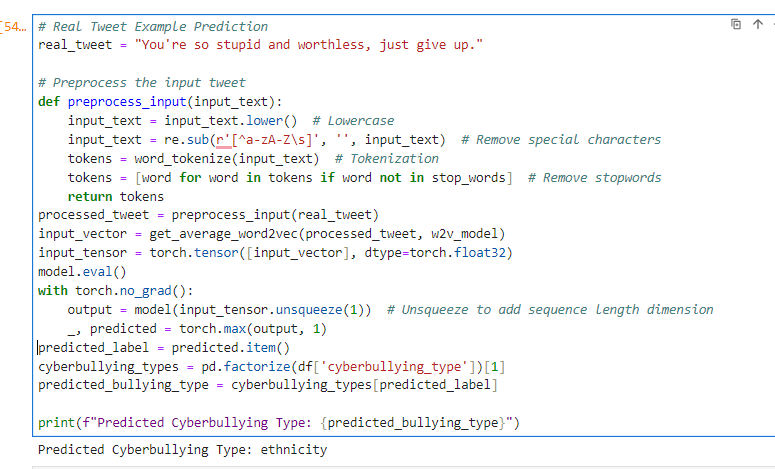 [54...
# Real Tweet Example Prediction
real_tweet = "You're so stupid and worthless, just give up."
# Preprocess the input tweet
def preprocess_input(input_text):
    input_text = input_text.lower()  # Lowercase
    input_text = re.sub(r'[^a-zA-Z\s]', '', input_text)  # Remove special characters
    tokens = word_tokenize(input_text)  # Tokenization
    tokens = [word for word in tokens if word not in stop_words]  # Remove stopwords
    return tokens
processed_tweet = preprocess_input(real_tweet)
input_vector = get_average_word2vec(processed_tweet, w2v_model)
input_tensor = torch.tensor([input_vector], dtype=torch.float32)
model.eval()
with torch.no_grad():
    output = model(input_tensor.unsqueeze(1))  # Unsqueeze to add sequence length dimension
    _, predicted = torch.max(output, 1)
predicted_label = predicted.item()
cyberbullying_types = pd.factorize(df['cyberbullying_type'])[1]
predicted_bullying_type = cyberbullying_types[predicted_label]
print(f"Predicted Cyberbullying Type: {predicted_bullying_type}")
Predicted Cyberbullying Type: ethnicity